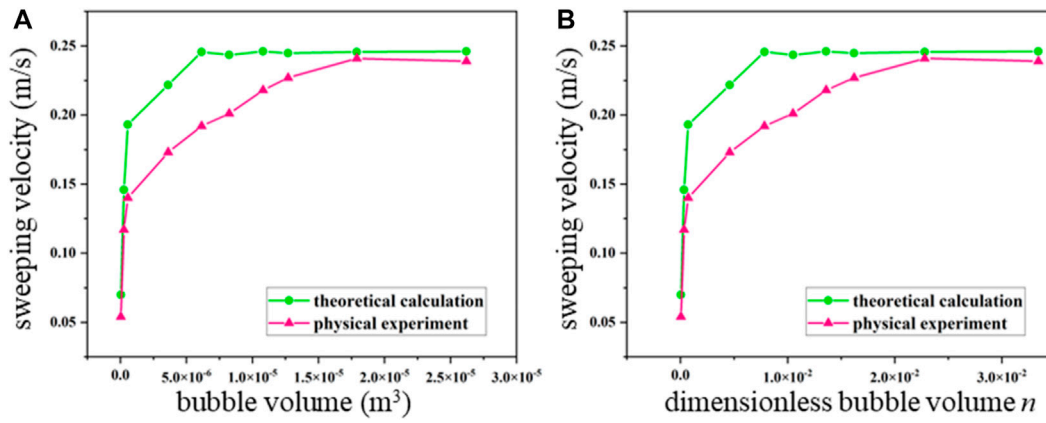 A
sweeping velocity (m/s)
0.25
0.20
0.15
0.10
0.05
theoretical calculation
physical experiment
0.0 5.0×10⁻⁶ 1.0×10⁻⁵ 1.5×10⁻⁵ 2.0×10⁻⁵ 2.5×10⁻⁵ 3.0×10⁻⁵
bubble volume (m³)
B
sweeping velocity (m/s)
0.25
0.20
0.15
0.10
0.05
theoretical calculation
physical experiment
0.0 1.0×10⁻² 2.0×10⁻² 3.0×10⁻²
dimensionless bubble volume n